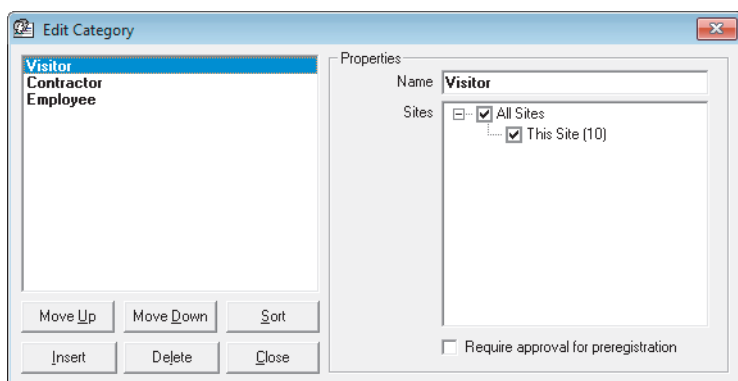 Edit Category
Visitor
Contractor
Employee
Move Up
Move Down
Sort
Insert
Delete
Close
Properties
Name
Visitor
Sites
All Sites
This Site (10)
Require approval for preregistration